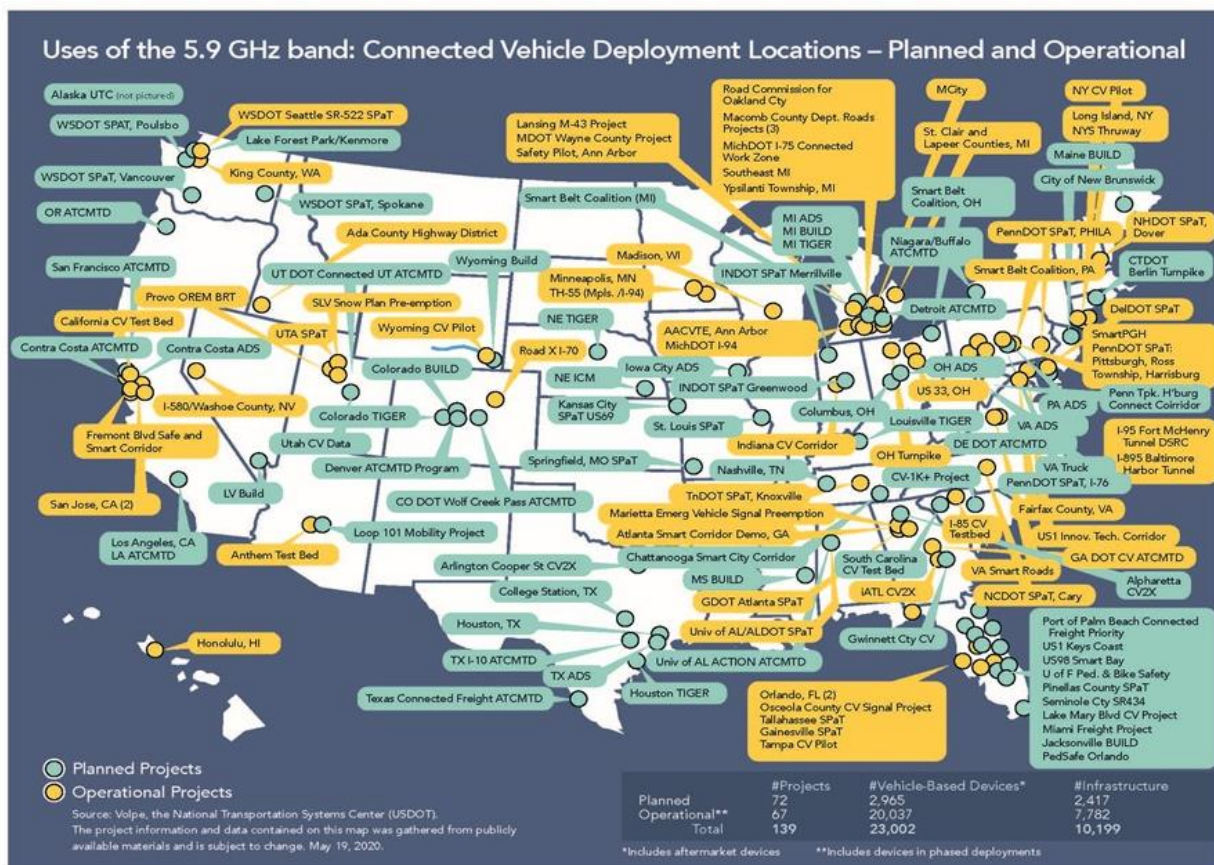 Uses of the 5.9 GHz band: Connected Vehicle Deployment Locations – Planned and Operational
Alaska UTC (not pictured)
WSDOT SPAT, Poulsbo
WSDOT Seattle SR-522 SPaT
Lake Forest Park/Kenmore
King County, WA
WSDOT SPaT, Vancouver
WSDOT SPaT, Spokane
OR ATCMTD
Ada County Highway District
San Francisco ATCMTD
UT DOT Connected UT ATCMTD
Wyoming Build
Provo OREM BRT
SLV Snow Plan Pre-emption
California CV Test Bed
UTA SPaT
Wyoming CV Pilot
Contra Costa ATCMTD
Contra Costa ADS
Road X I-70
Colorado BUILD
I-580/Washoe County, NV
Colorado TIGER
Fremont Blvd Safe and
Smart Corridor
Utah CV Data
Denver ATCMTD Program
LV Build
San Jose, CA (2)
CO DOT Wolf Creek Pass ATCMTD
Los Angeles, CA
LA ATCMTD
Anthem Test Bed
Loop 101 Mobility Project
Honolulu, HI
Lansing M-43 Project
MDOT Wayne County Project
Safety Pilot, Ann Arbor
Road Commission for
Oakland Cty
Macomb County Dept. Roads
Projects (3)
MichDOT I-75 Connected
Work Zone
Southeast MI
Ypsilanti Township, MI
MCity
St. Clair and
Lapeer Counties, MI
NY CV Pilot
Long Island, NY
NYS Thruway
Maine BUILD
City of New Brunswick
Smart Belt Coalition (MI)
MI ADS
MI BUILD
MI TIGER
Smart Belt
Coalition, OH
Niagara/Buffalo
ATCMTD
PennDOT SPaT, PHILA
NHDOT SPaT,
Dover
CTDOT
Berlin Turnpike
Madison, WI
Minneapolis, MN
TH-55 (Mpls. /I-94)
INDOT SPaT Merrillville
Smart Belt Coalition, PA
NE TIGER
Detroit ATCMTD
DelDOT SPaT
AACVTE, Ann Arbor
MichDOT I-94
SmartPGH
PennDOT SPaT:
Pittsburgh, Ross
Township, Harrisburg
Iowa City ADS
NE ICM
INDOT SPaT Greenwood
OH ADS
US 33, OH
PA ADS
Penn Tpk. H'burg
Connect Coirridor
Kansas City
SPaT US69
Columbus, OH
Louisville TIGER
VA ADS
St. Louis SPaT
Indiana CV Corridor
DE DOT ATCMTD
I-95 Fort McHenry
Tunnel DSRC
I-895 Baltimore
Harbor Tunnel
OH Turnpike
Springfield, MO SPaT
Nashville, TN
CV-1K+ Project
VA Truck
PennDOT SPaT, I-76
TnDOT SPaT, Knoxville
Marietta Emerg Vehicle Signal Preemption
Fairfax County, VA
Atlanta Smart Corridor Demo, GA
I-85 CV
Testbed
US1 Innov. Tech. Corridor
Chattanooga Smart City Corridor
South Carolina
CV Test Bed
GA DOT CV ATCMTD
Arlington Cooper St CV2X
MS BUILD
VA Smart Roads
Alpharetta
CV2X
College Station, TX
GDOT Atlanta SPaT
iATL CV2X
NCDOT SPaT, Cary
Houston, TX
Univ of AL/ALDOT SPaT
Gwinnett Cty CV
TX I-10 ATCMTD
Univ of AL ACTION ATCMTD
TX ADS
Houston TIGER
Texas Connected Freight ATCMTD
Orlando, FL (2)
Osceola County CV Signal Project
Tallahassee SPaT
Gainesville SPaT
Tampa CV Pilot
Port of Palm Beach Connected
Freight Priority
US1 Keys Coast
US98 Smart Bay
U of F Ped. & Bike Safety
Pinellas County SPaT
Seminole Cty SR434
Lake Mary Blvd CV Project
Miami Freight Project
Jacksonville BUILD
PedSafe Orlando
Planned Projects
Operational Projects
Source: Volpe, the National Transportation Systems Center (USDOT).
The project information and data contained on this map was gathered from publicly
available materials and is subject to change. May 19, 2020.
#Projects #Vehicle-Based Devices* #Infrastructure
Planned 72 2,965 2,417
Operational** 67 20,037 7,782
Total 139 23,002 10,199
*Includes aftermarket devices **Includes devices in phased deployments